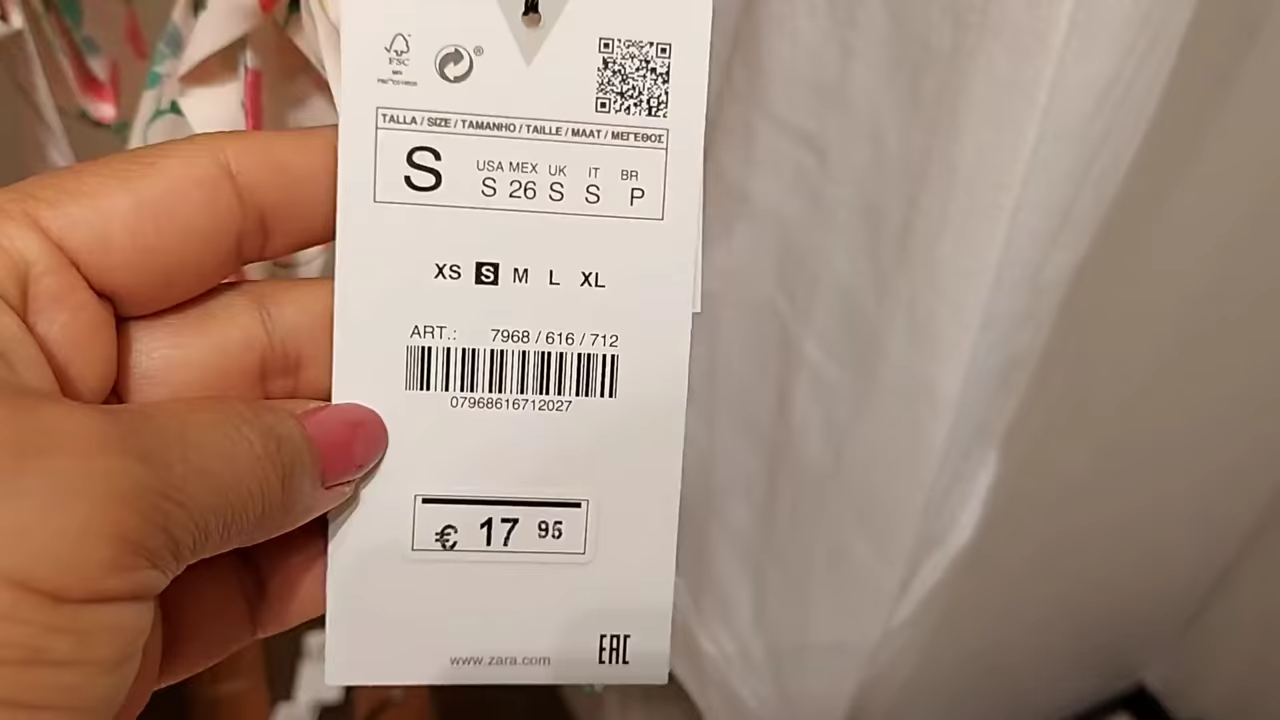 FSC
®
TALLA / SIZE / TAMANHO / TAILLE / MAAT / ΜΕΓΕΘΟΣ
S
USA MEX UK IT BR
S 26 S S P
XS S M L XL
ART.: 7968 / 616 / 712
07968616712027
€ 17 95
www.zara.com
EAC